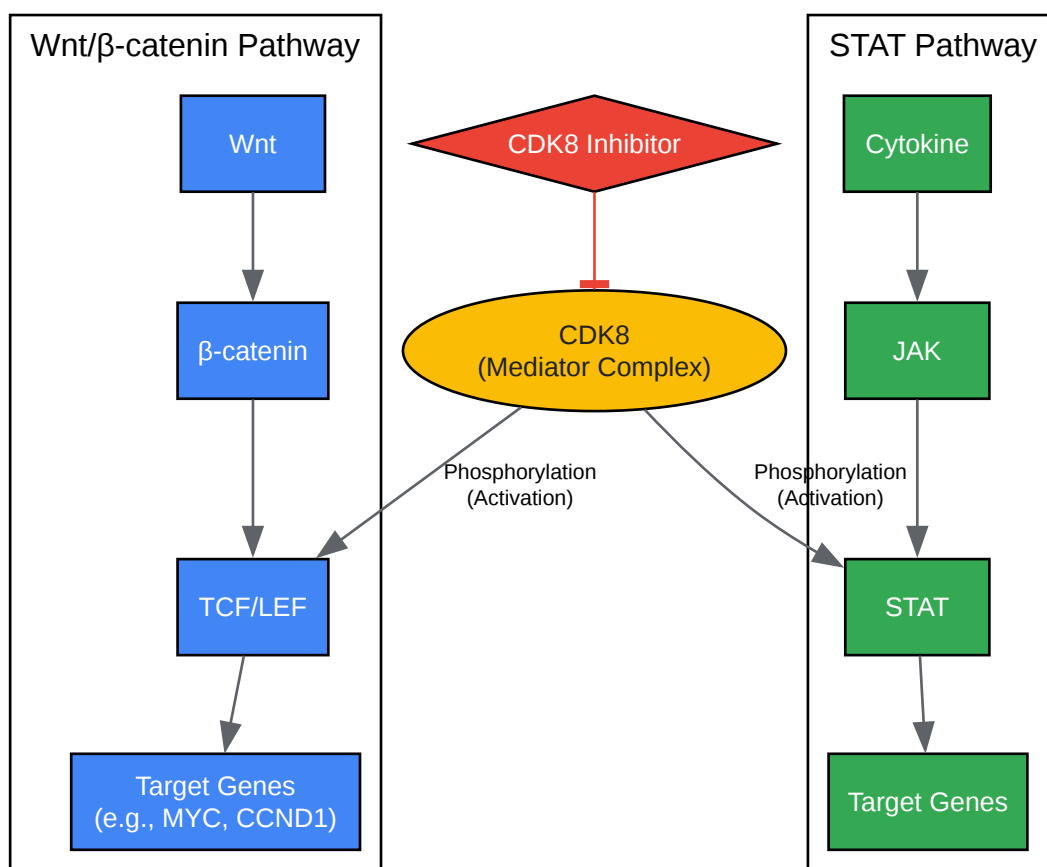 Wnt/β-catenin Pathway
STAT Pathway
Wnt
CDK8 Inhibitor
Cytokine
β-catenin
CDK8
(Mediator Complex)
JAK
Phosphorylation
(Activation)
Phosphorylation
(Activation)
TCF/LEF
STAT
Target Genes
(e.g., MYC, CCND1)
Target Genes